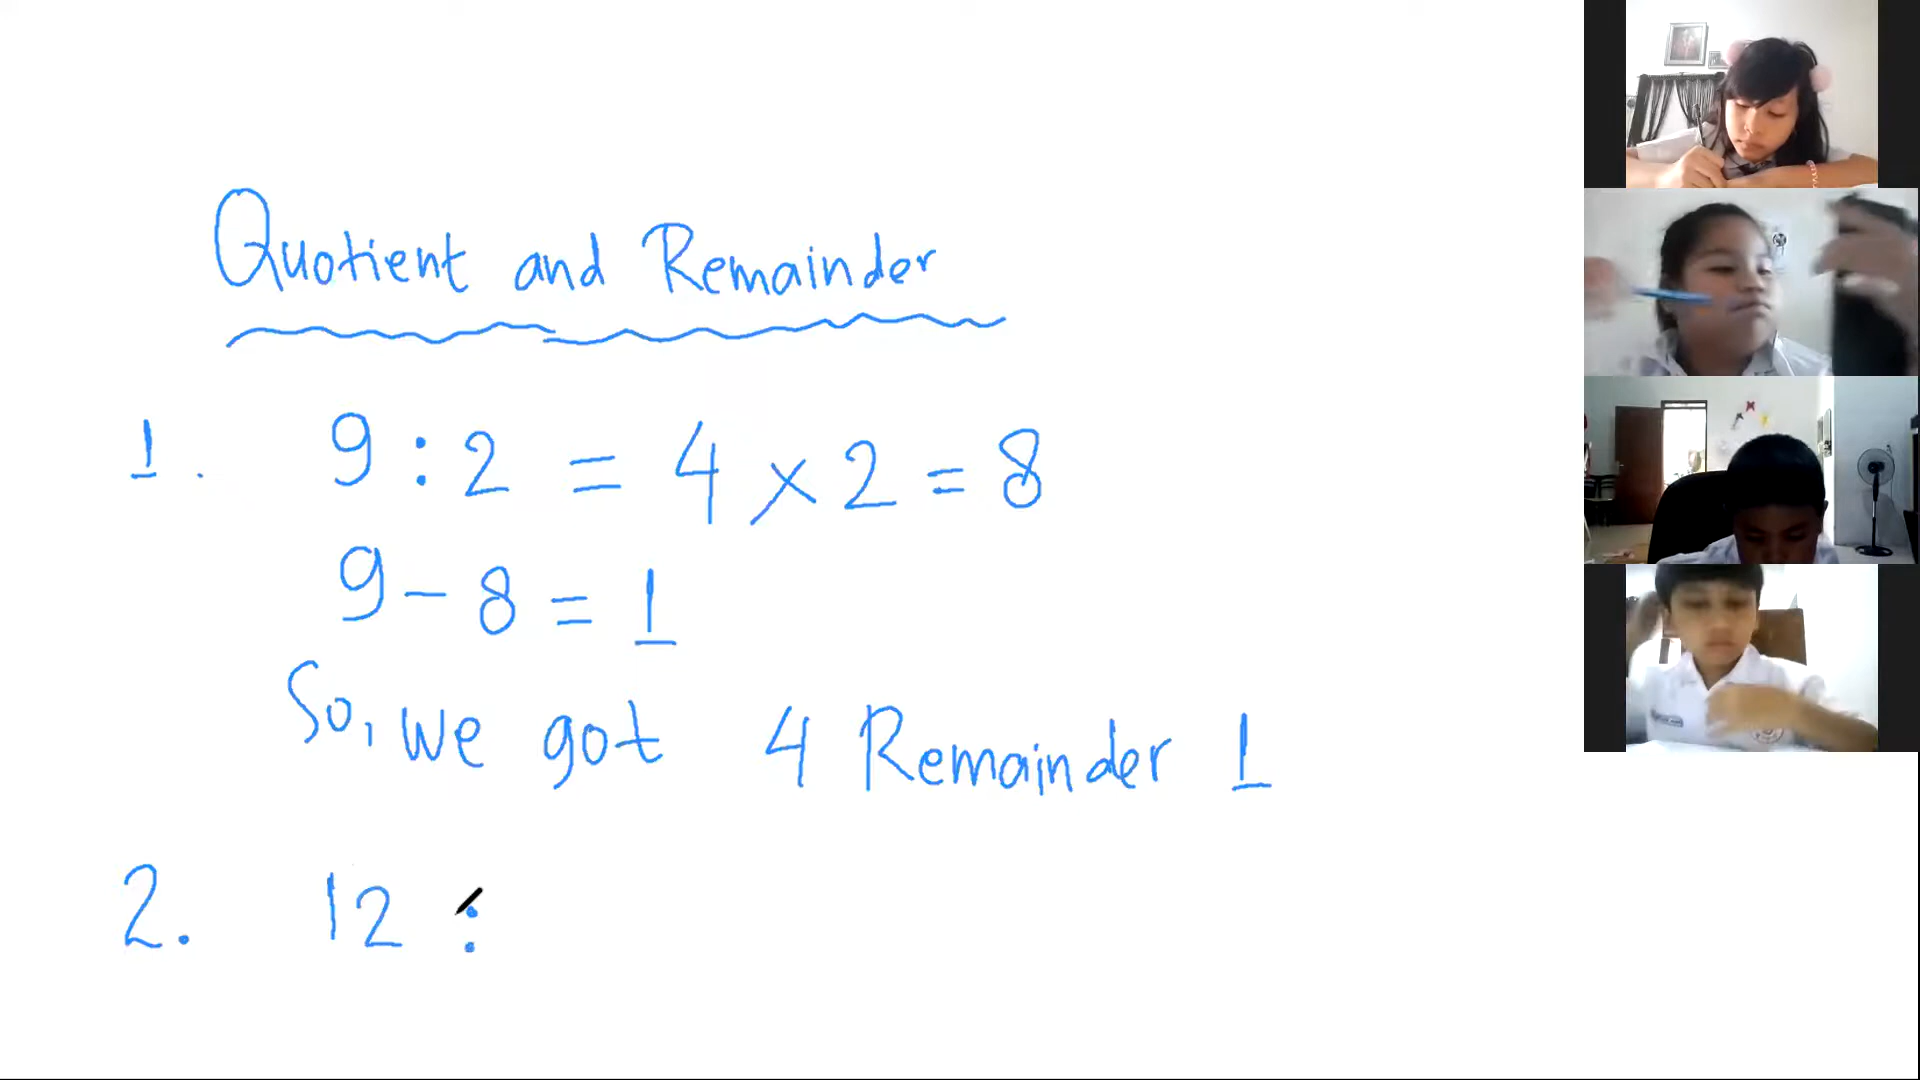 Quotient and Remainder
1. 9 : 2 = 4 × 2 = 8
9 - 8 = 1
So, we got 4 Remainder 1
2. 12 :